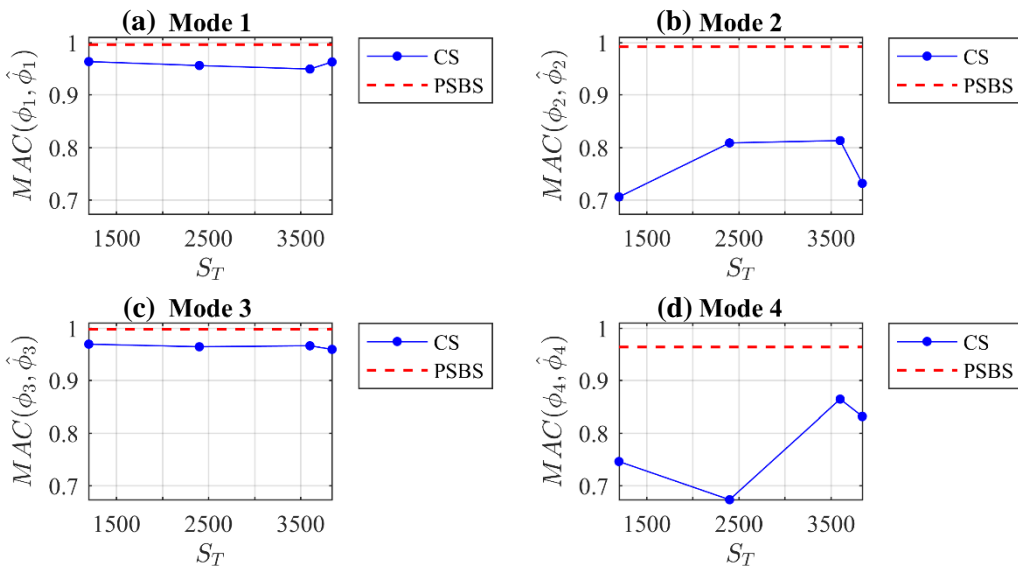 (a) Mode 1
1
0.9
0.8
0.7
MAC(ϕ₁, ϕ̂₁)
1500 2500 3500
S_T
CS
PSBS
(b) Mode 2
1
0.9
0.8
0.7
MAC(ϕ₂, ϕ̂₂)
1500 2500 3500
S_T
CS
PSBS
(c) Mode 3
1
0.9
0.8
0.7
MAC(ϕ₃, ϕ̂₃)
1500 2500 3500
S_T
CS
PSBS
(d) Mode 4
1
0.9
0.8
0.7
MAC(ϕ₄, ϕ̂₄)
1500 2500 3500
S_T
CS
PSBS